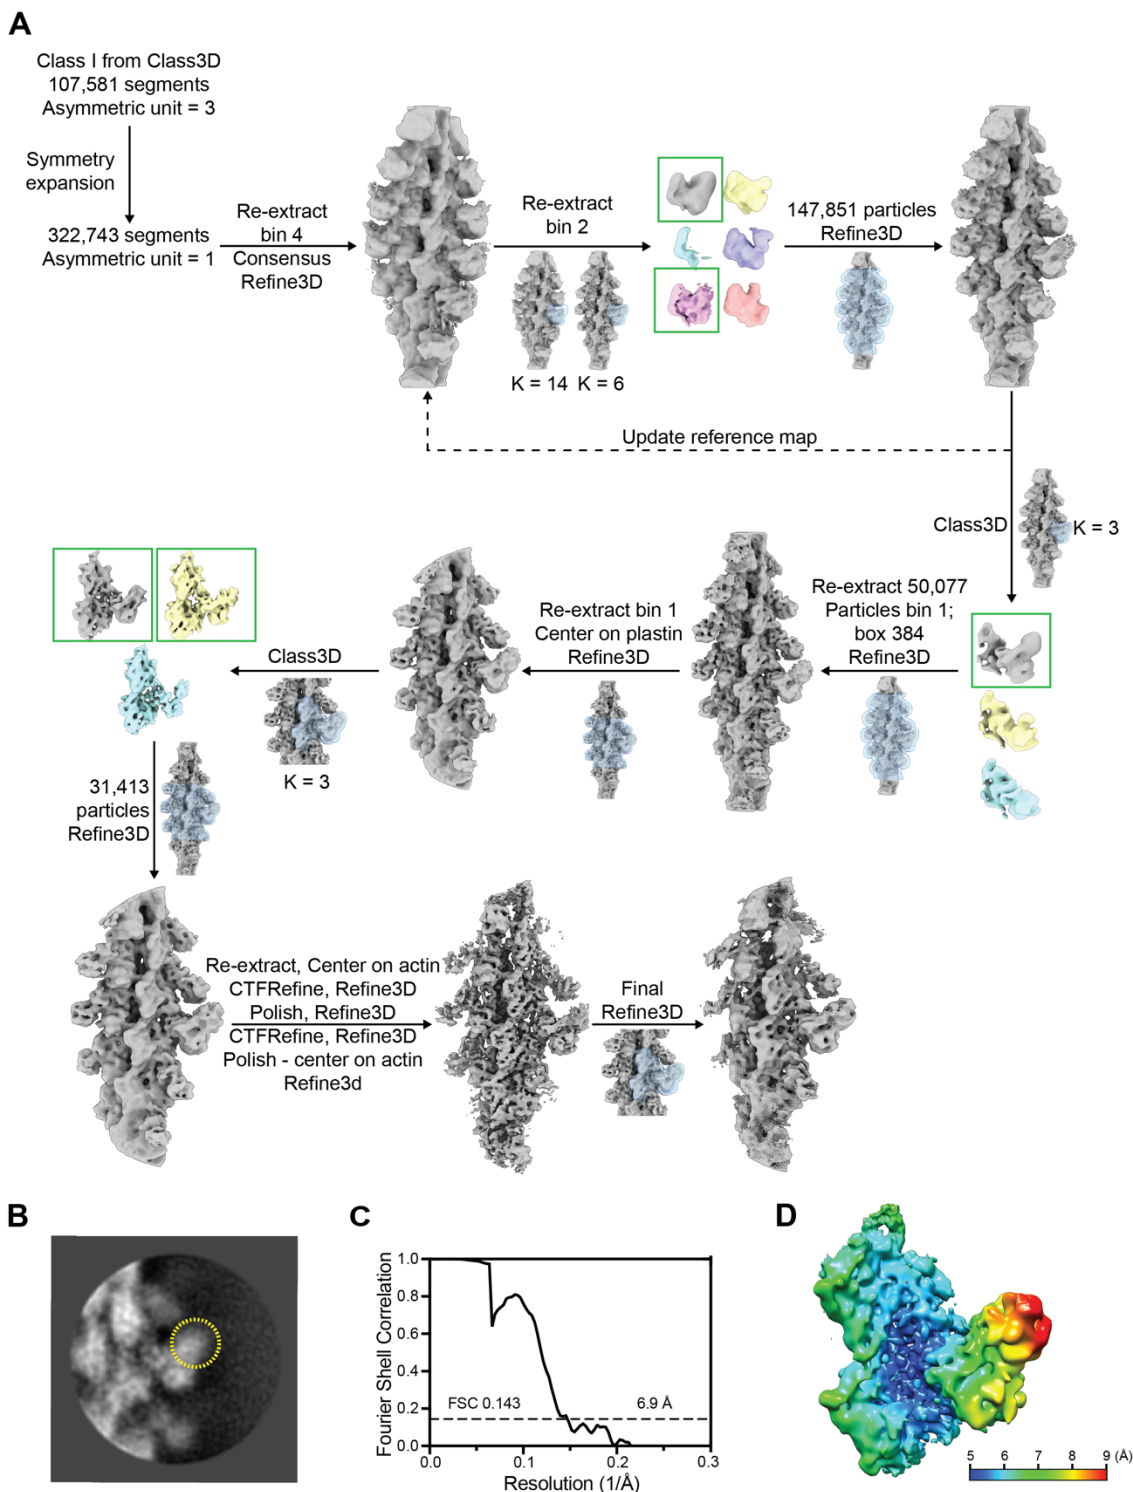 A
Class I from Class3D
107,581 segments
Asymmetric unit = 3
Symmetry
expansion
322,743 segments
Asymmetric unit = 1
Re-extract
bin 4
Consensus
Refine3D
Re-extract
bin 2
K = 14
K = 6
147,851 particles
Refine3D
Update reference map
Class3D
K = 3
Re-extract 50,077
Particles bin 1;
box 384
Refine3D
Re-extract bin 1
Center on plastin
Refine3D
Class3D
K = 3
31,413
particles
Refine3D
Re-extract, Center on actin
CTFRefine, Refine3D
Polish, Refine3D
CTFRefine, Refine3D
Polish - center on actin
Refine3d
Final
Refine3D
B
C
Fourier Shell Correlation
1.0
0.8
0.6
0.4
0.2
0.0
FSC 0.143
6.9 Å
0.0
0.1
0.2
0.3
Resolution (1/Å)
D
5 6 7 8 9 (Å)